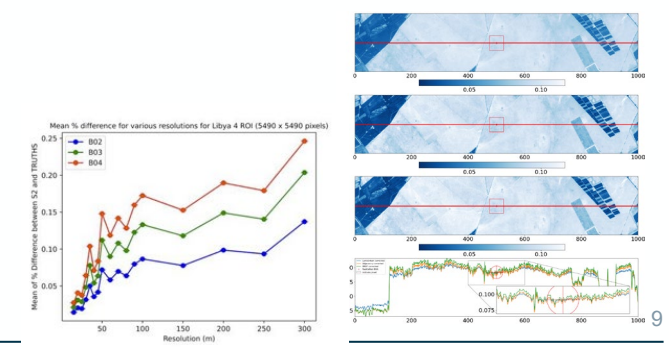 Mean % difference for various resolutions for Libya 4 ROI (5490 x 5490 pixels)
0.25
0.20
0.15
0.10
0.05
B02
B03
B04
Mean of % Difference between S2 and TRUTHS
50 100 150 200 250 300
Resolution (m)
0 200 400 600 800 1000
0.05 0.10
0 200 400 600 800 1000
0.05 0.10
0 200 400 600 800 1000
0.05 0.10
0.100
0.075
0 200 400 600 800 1000
9